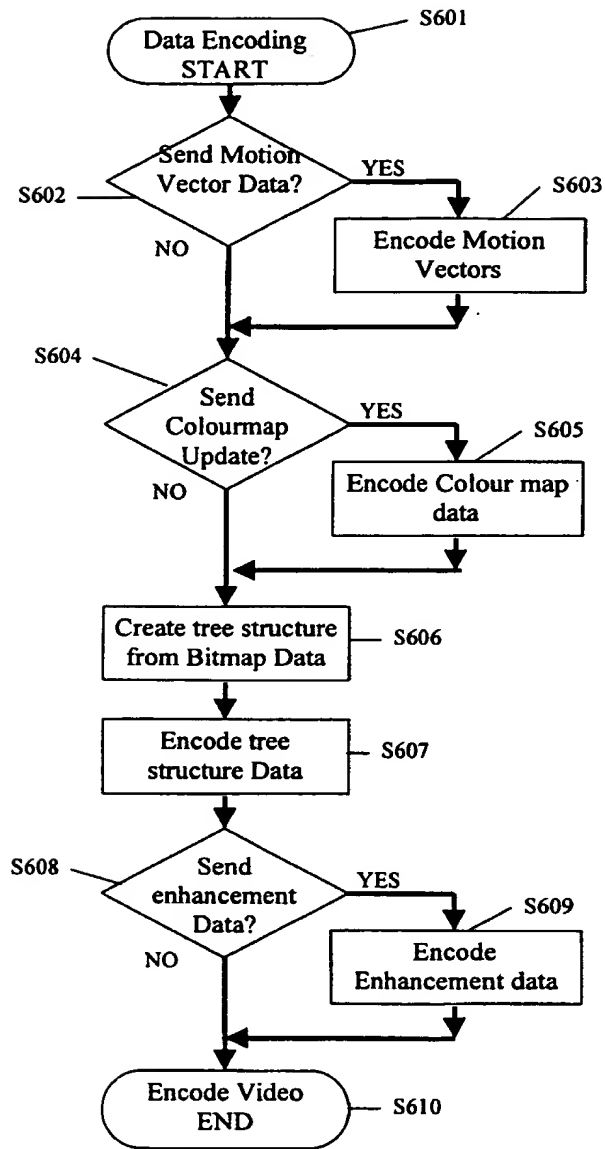 S601
Data Encoding
START
Send Motion
Vector Data?
YES
S602
S603
NO
Encode Motion
Vectors
S604
Send
Colourmap
Update?
YES
S605
NO
Encode Colour map
data
Create tree structure
from Bitmap Data
S606
Encode tree
structure Data
S607
S608
Send
enhancement
Data?
YES
S609
NO
Encode
Enhancement data
Encode Video
END
S610